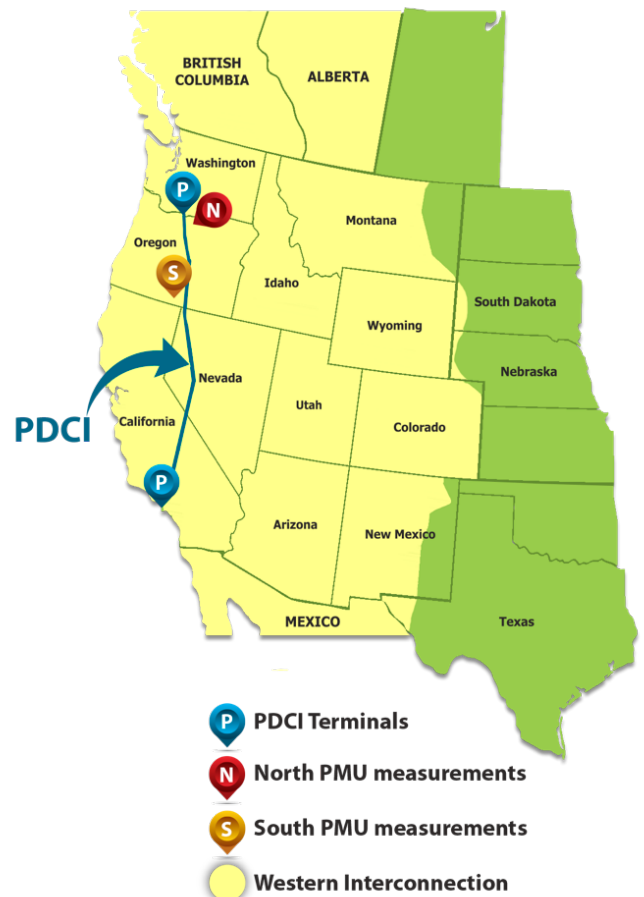 BRITISH
COLUMBIA
ALBERTA
Washington
P
N
Montana
Oregon
S
Idaho
South Dakota
Wyoming
Nebraska
Nevada
Utah
PDCI
California
Colorado
P
Arizona
New Mexico
MEXICO
Texas
P PDCI Terminals
N North PMU measurements
S South PMU measurements
Western Interconnection